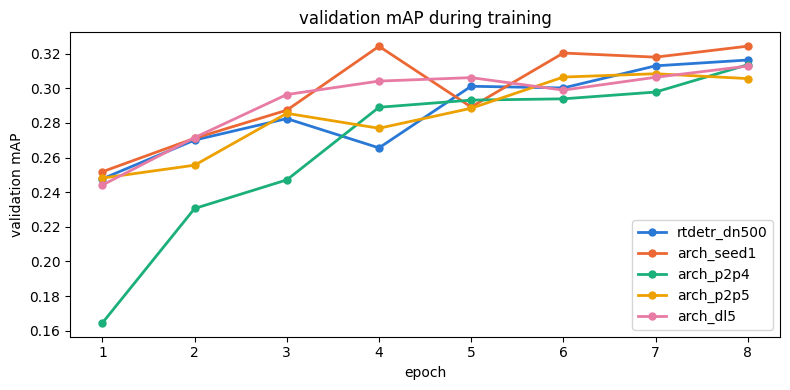 validation mAP during training
validation mAP
0.32
0.30
0.28
0.26
0.24
0.22
0.20
0.18
0.16
rtdetr_dn500
arch_seed1
arch_p2p4
arch_p2p5
arch_dl5
1 2 3 4 5 6 7 8
epoch